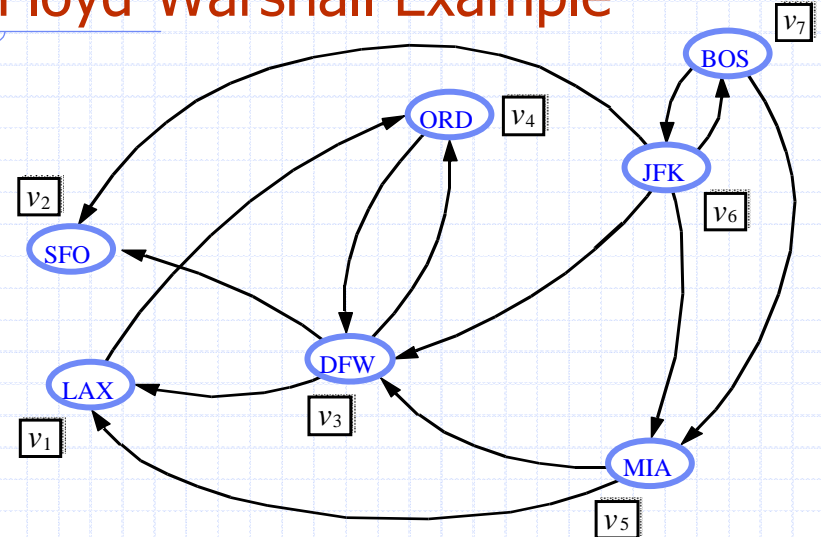 Floyd Warshall Example
v7
BOS
ORD
v4
JFK
v2
v6
SFO
DFW
LAX
v3
v1
MIA
v5